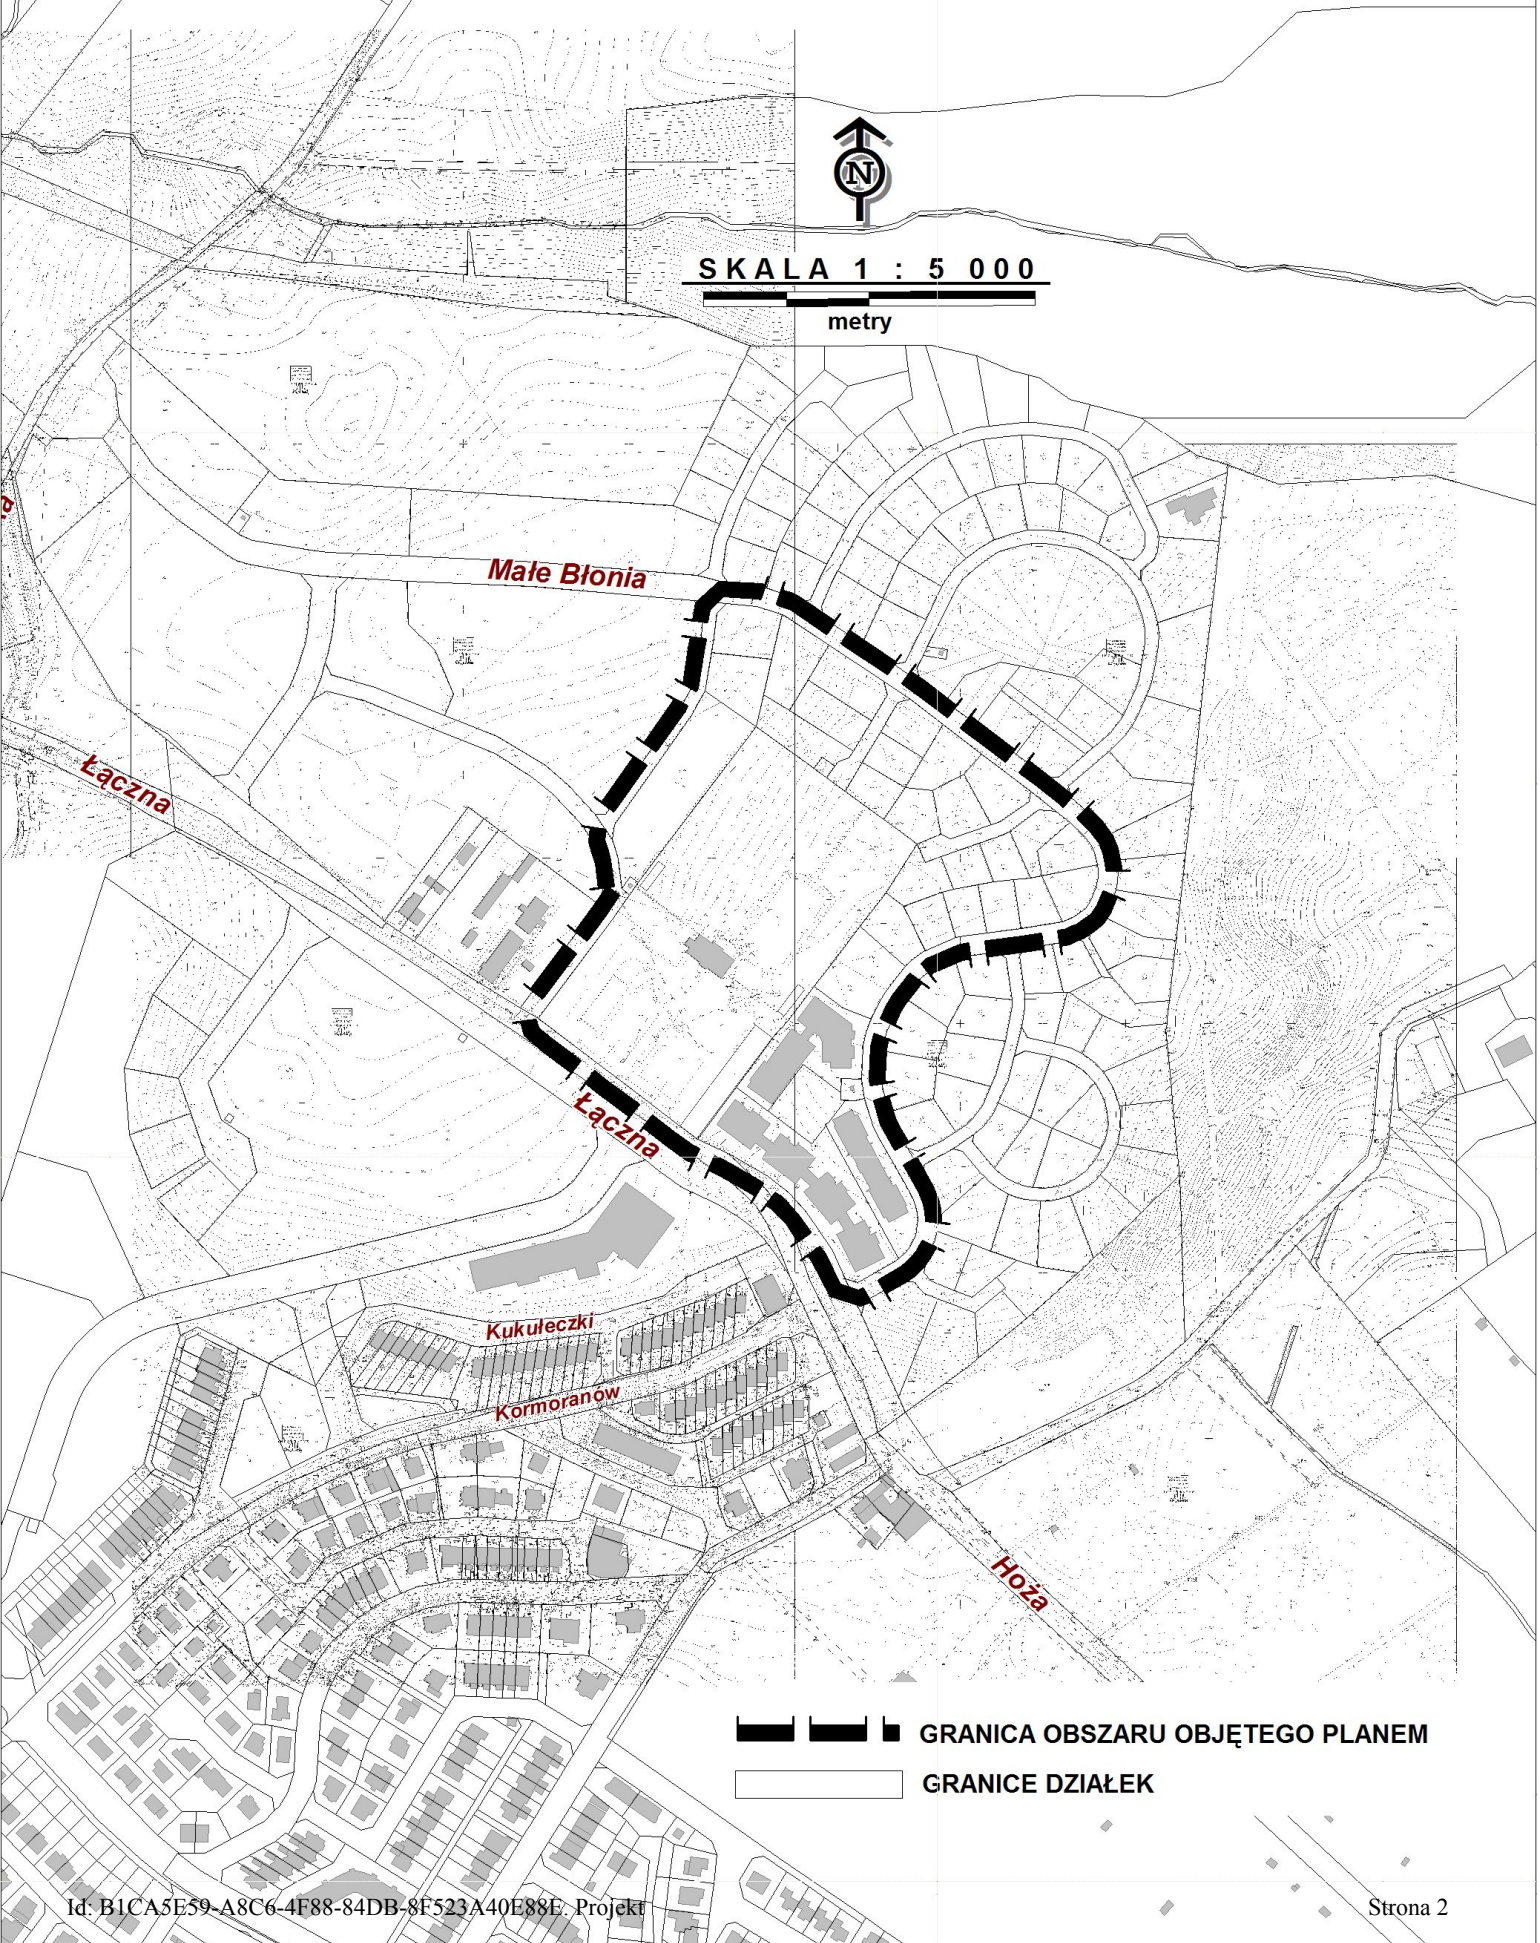 N
SKALA 1 : 5 000
metry
Małe Błonia
Łączna
Łączna
Kukułeczki
Kormoranów
Hoża
GRANICA OBSZARU OBJĘTEGO PLANEM
GRANICE DZIAŁEK
Id: B1CA5E59-A8C6-4F88-84DB-8F523A40E88E. Projekt
Strona 2